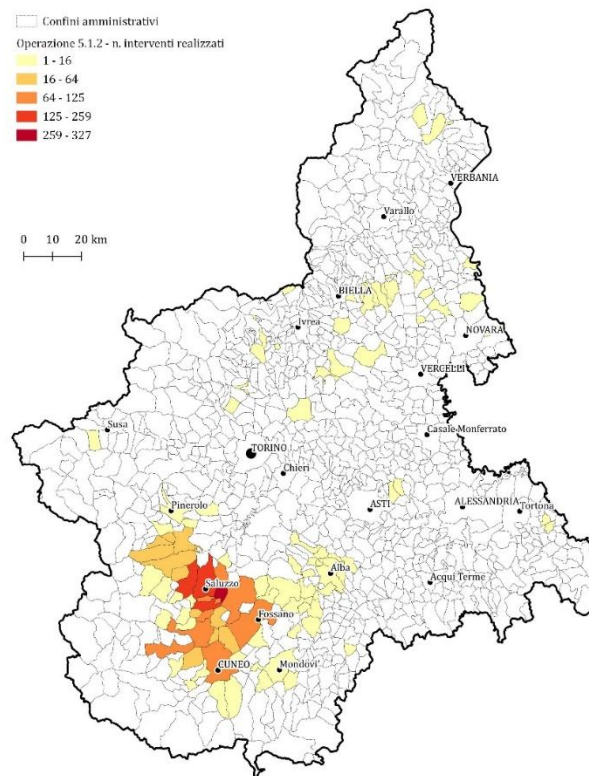 Confini amministrativi
Operazione 5.1.2 - n. interventi realizzati
1 - 16
16 - 64
64 - 125
125 - 259
259 - 327
VERBANIA
Varallo
0 10 20 km
BIELLA
Ivrea
NOVARA
VERCELLI
Susa
Casale Monferrato
TORINO
Chieri
Pinerolo
ASTI
ALESSANDRIA
Tortona
Alba
Acqui Terme
Saluzzo
Fossano
CUNEO
Mondovi'